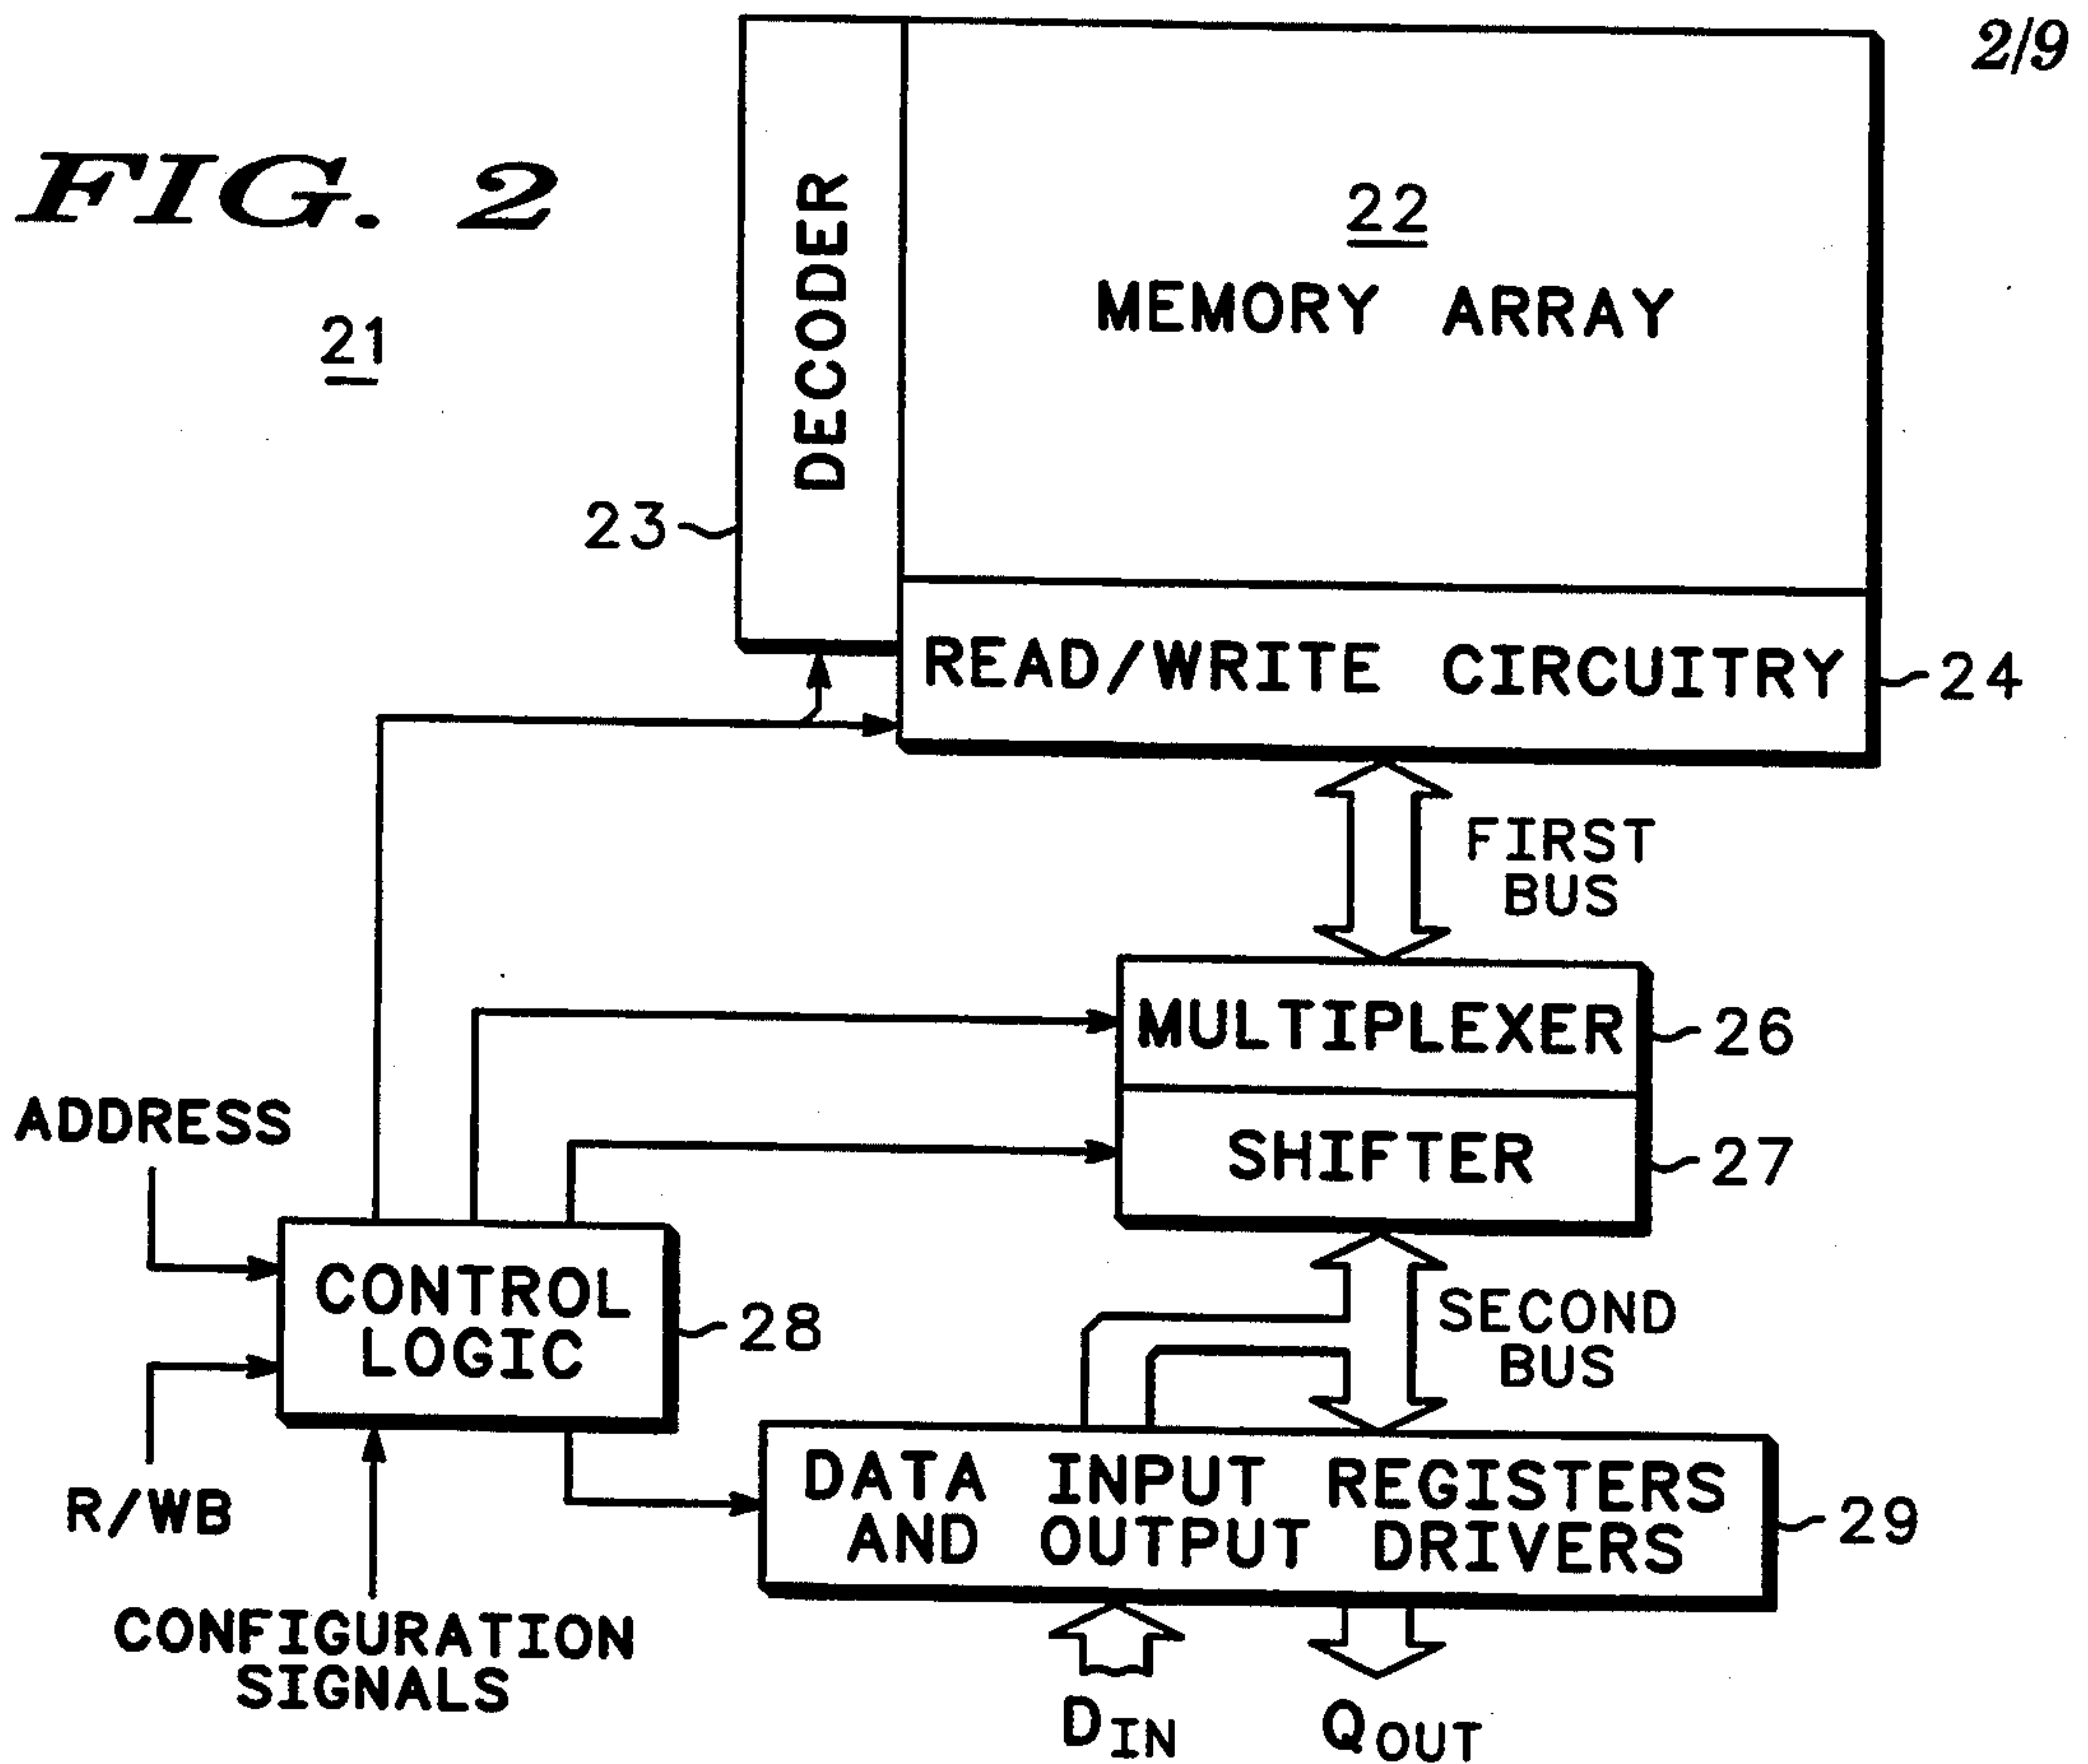 2/9
FIG. 2
21
DECODER
22
MEMORY ARRAY
23
READ/WRITE CIRCUITRY
24
FIRST
BUS
MULTIPLEXER
26
SHIFTER
27
ADDRESS
CONTROL
LOGIC
28
R/WB
CONFIGURATION
SIGNALS
SECOND
BUS
DATA INPUT REGISTERS
AND OUTPUT DRIVERS
29
DIN
QOUT